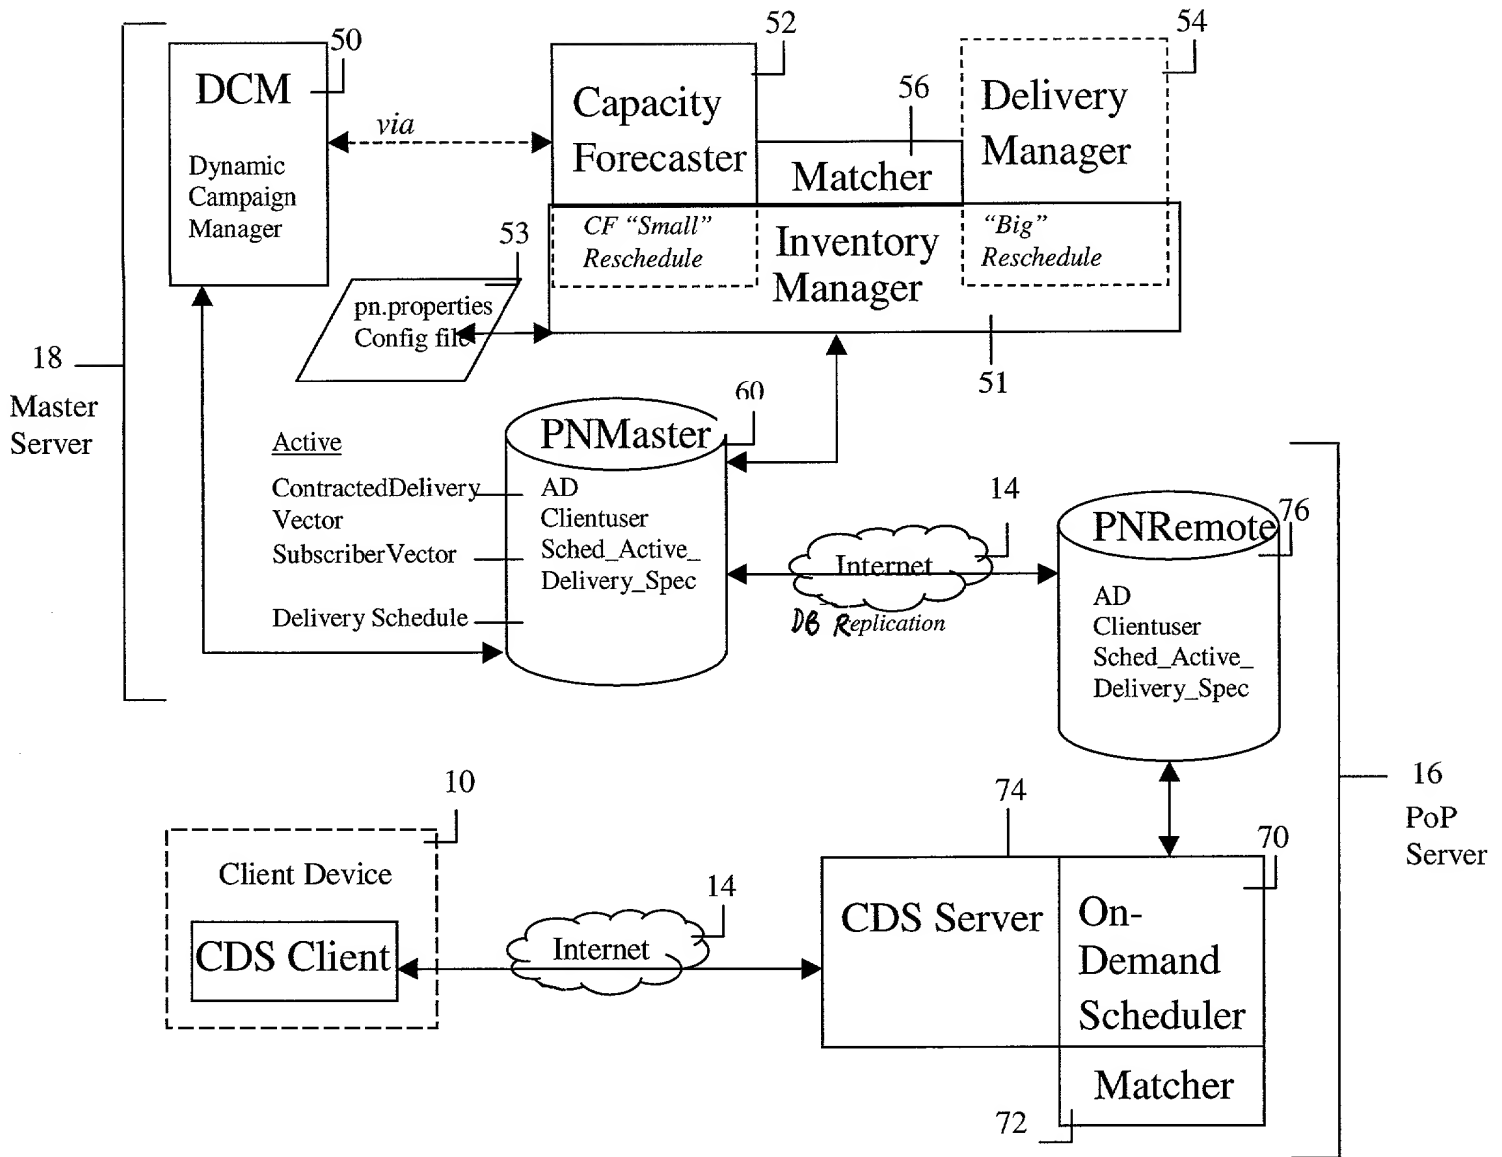 50
DCM
Dynamic
Campaign
Manager
via
52
Capacity
Forecaster
56
Matcher
54
Delivery
Manager
CF “Small”
Reschedule
Inventory
Manager
“Big”
Reschedule
53
pn.properties
Config file
51
18
Master
Server
60
PNMaster
AD
Clientuser
Sched_Active_
Delivery_Spec
Active
ContractedDelivery
Vector
SubscriberVector
Delivery Schedule
14
Internet
DB Replication
76
PNRemote
AD
Clientuser
Sched_Active_
Delivery_Spec
16
PoP
Server
10
Client Device
CDS Client
14
Internet
74
CDS Server
70
On-
Demand
Scheduler
Matcher
72